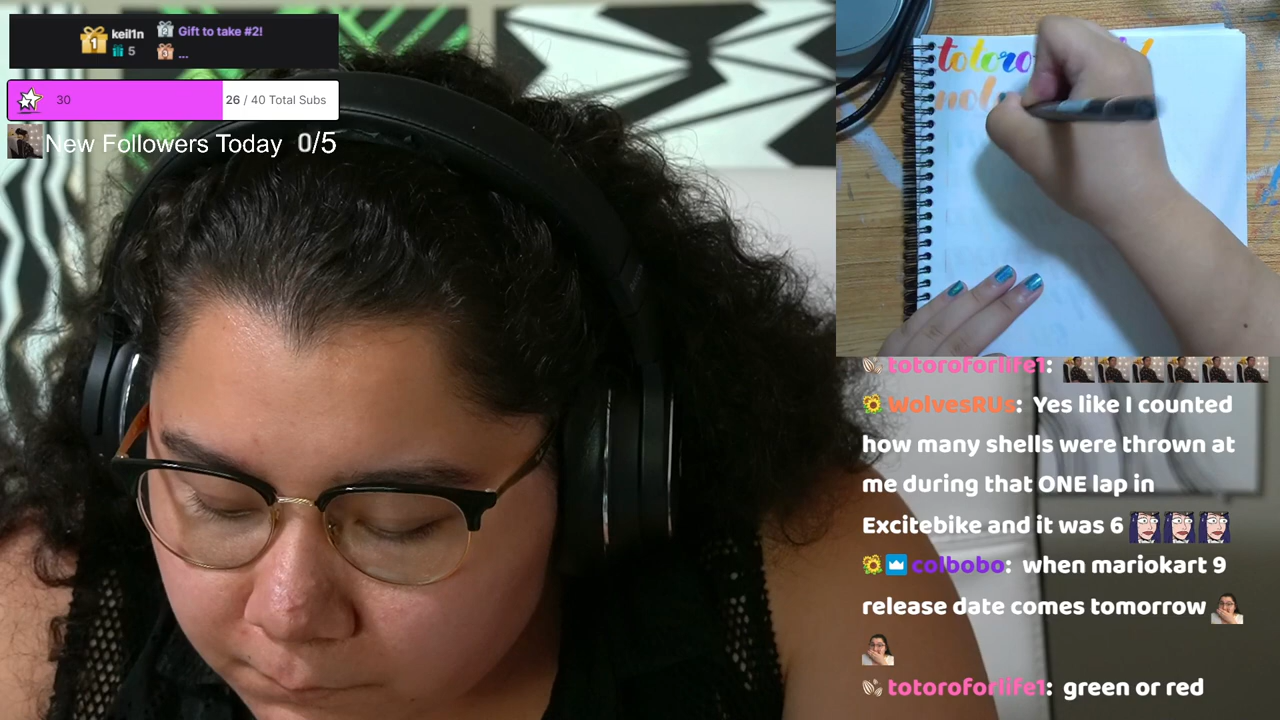 keil1n
5
Gift to take #2!
...
30
26 / 40 Total Subs
New Followers Today 0/5
totoro
totoroforlife1:
WolvesRUs: Yes like I counted
how many shells were thrown at
me during that ONE lap in
Excitebike and it was 6
colbobo: when mariokart 9
release date comes tomorrow
totoroforlife1: green or red